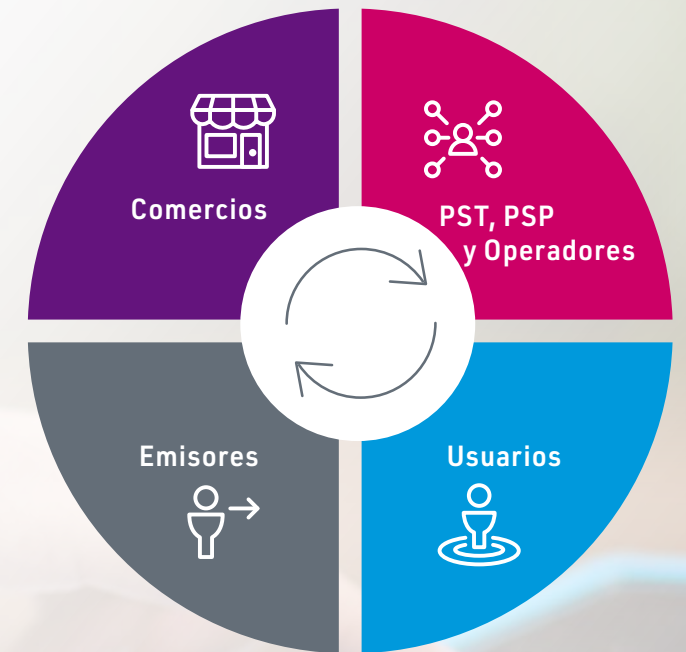 Comercios
PST, PSP
y Operadores
Emisores
Usuarios